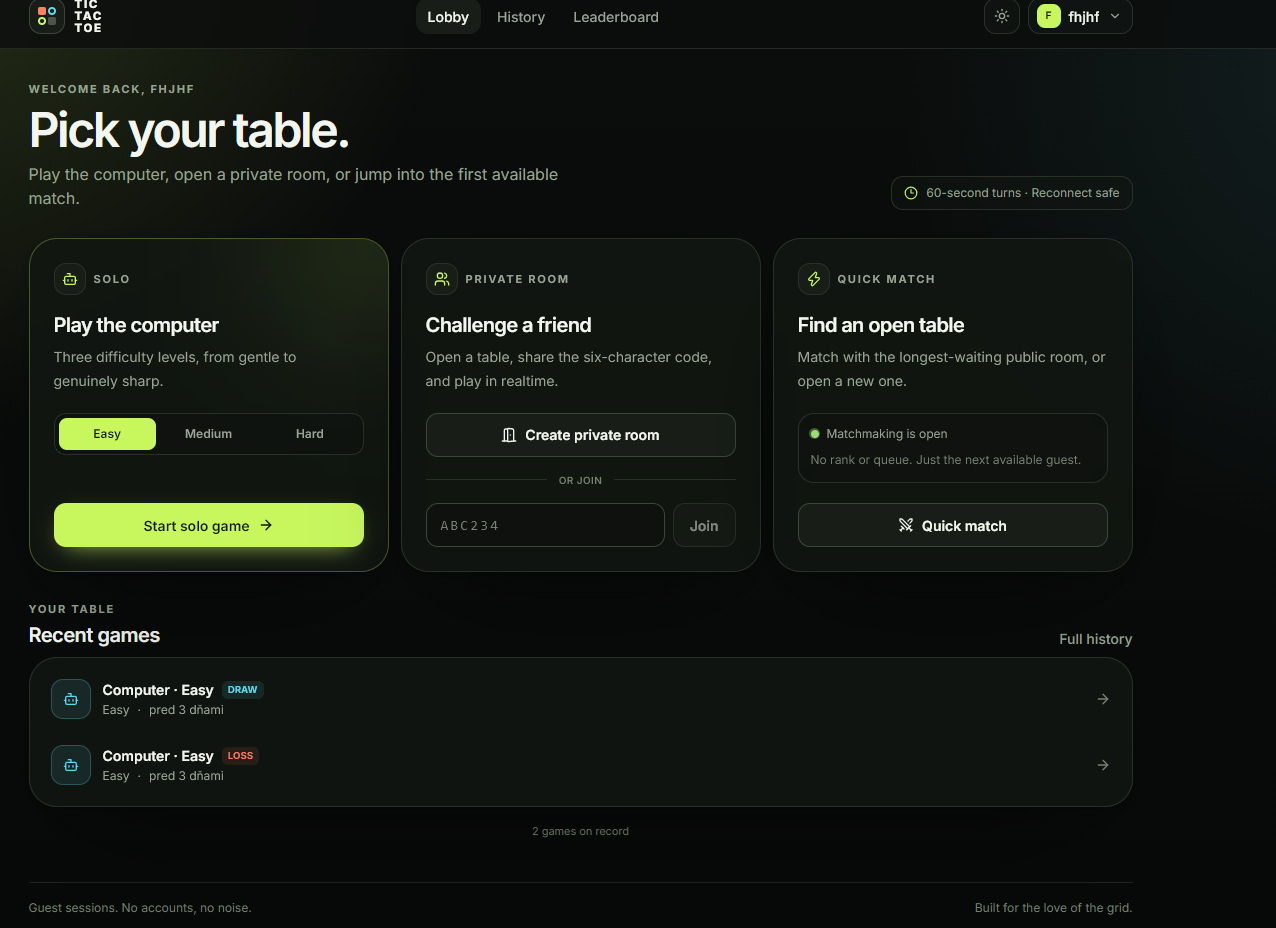 TIC
TAC
TOE
Lobby
History
Leaderboard
F
fhjhf
WELCOME BACK, FHJHF
Pick your table.
Play the computer, open a private room, or jump into the first available
match.
60-second turns · Reconnect safe
SOLO
Play the computer
Three difficulty levels, from gentle to
genuinely sharp.
Easy
Medium
Hard
Start solo game
PRIVATE ROOM
Challenge a friend
Open a table, share the six-character code,
and play in realtime.
Create private room
OR JOIN
ABC234
Join
QUICK MATCH
Find an open table
Match with the longest-waiting public room, or
open a new one.
Matchmaking is open
No rank or queue. Just the next available guest.
Quick match
YOUR TABLE
Recent games
Full history
Computer · Easy DRAW
Easy · pred 3 dňami
Computer · Easy LOSS
Easy · pred 3 dňami
2 games on record
Guest sessions. No accounts, no noise.
Built for the love of the grid.